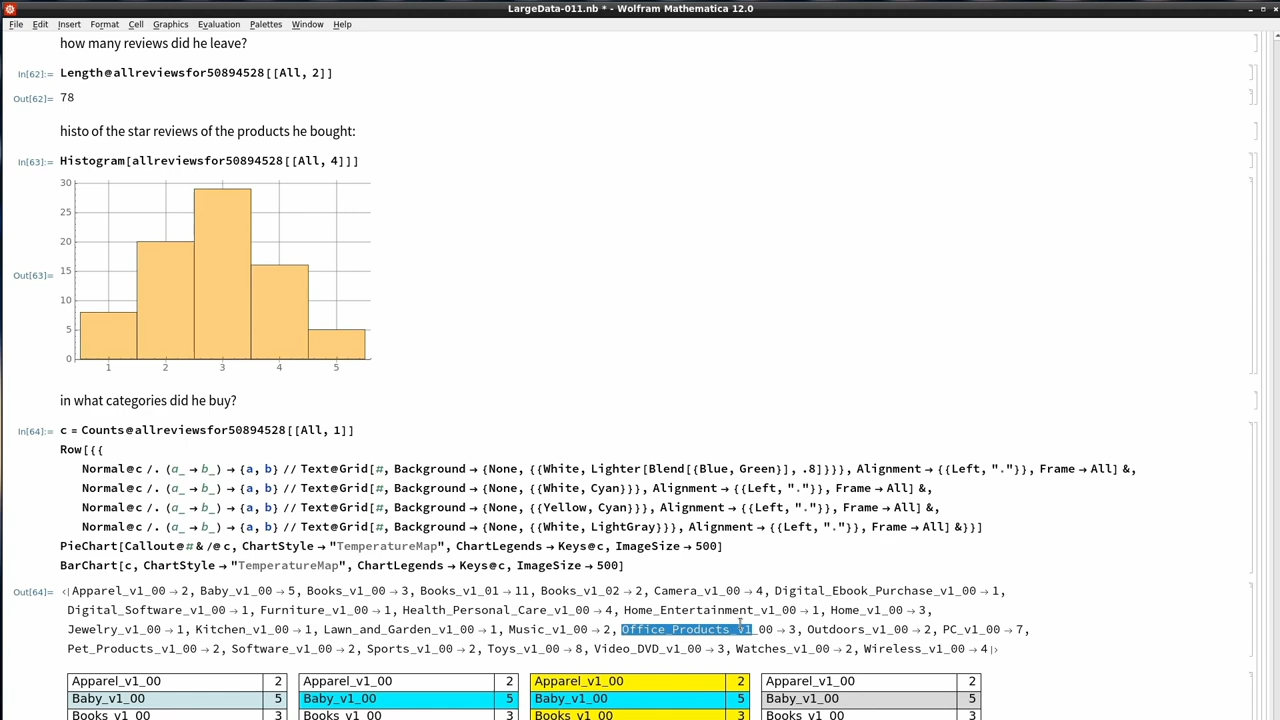 LargeData-011.nb * - Wolfram Mathematica 12.0
File Edit Insert Format Cell Graphics Evaluation Palettes Window Help
how many reviews did he leave?
In[62]:= Length@allreviewsfor50894528[[All, 2]]
Out[62]= 78
histo of the star reviews of the products he bought:
In[63]:= Histogram[allreviewsfor50894528[[All, 4]]]
30
25
20
15
10
5
0
Out[63]=
1 2 3 4 5
in what categories did he buy?
In[64]:= c = Counts@allreviewsfor50894528[[All, 1]]
Row[{{
Normal@c /. (a_ → b_) → {a, b} // Text@Grid[#, Background → {None, {{White, Lighter[Blend[{Blue, Green}], .8]}}}, Alignment → {{Left, "."}}, Frame → All] &,
Normal@c /. (a_ → b_) → {a, b} // Text@Grid[#, Background → {None, {{White, Cyan}}}, Alignment → {{Left, "."}}, Frame → All] &,
Normal@c /. (a_ → b_) → {a, b} // Text@Grid[#, Background → {None, {{Yellow, Cyan}}}, Alignment → {{Left, "."}}, Frame → All] &,
Normal@c /. (a_ → b_) → {a, b} // Text@Grid[#, Background → {None, {{White, LightGray}}}, Alignment → {{Left, "."}}, Frame → All] &}}]
PieChart[Callout@# & /@ c, ChartStyle → "TemperatureMap", ChartLegends → Keys@c, ImageSize → 500]
BarChart[c, ChartStyle → "TemperatureMap", ChartLegends → Keys@c, ImageSize → 500]
Out[64]= <|Apparel_v1_00 → 2, Baby_v1_00 → 5, Books_v1_00 → 3, Books_v1_01 → 11, Books_v1_02 → 2, Camera_v1_00 → 4, Digital_Ebook_Purchase_v1_00 → 1,
Digital_Software_v1_00 → 1, Furniture_v1_00 → 1, Health_Personal_Care_v1_00 → 4, Home_Entertainment_v1_00 → 1, Home_v1_00 → 3,
Jewelry_v1_00 → 1, Kitchen_v1_00 → 1, Lawn_and_Garden_v1_00 → 1, Music_v1_00 → 2, Office_Products_v1_00 → 3, Outdoors_v1_00 → 2, PC_v1_00 → 7,
Pet_Products_v1_00 → 2, Software_v1_00 → 2, Sports_v1_00 → 2, Toys_v1_00 → 8, Video_DVD_v1_00 → 3, Watches_v1_00 → 2, Wireless_v1_00 → 4|>
Apparel_v1_00 2 Apparel_v1_00 2 Apparel_v1_00 2 Apparel_v1_00 2
Baby_v1_00 5 Baby_v1_00 5 Baby_v1_00 5 Baby_v1_00 5
Books_v1_00 3 Books_v1_00 3 Books_v1_00 3 Books_v1_00 3